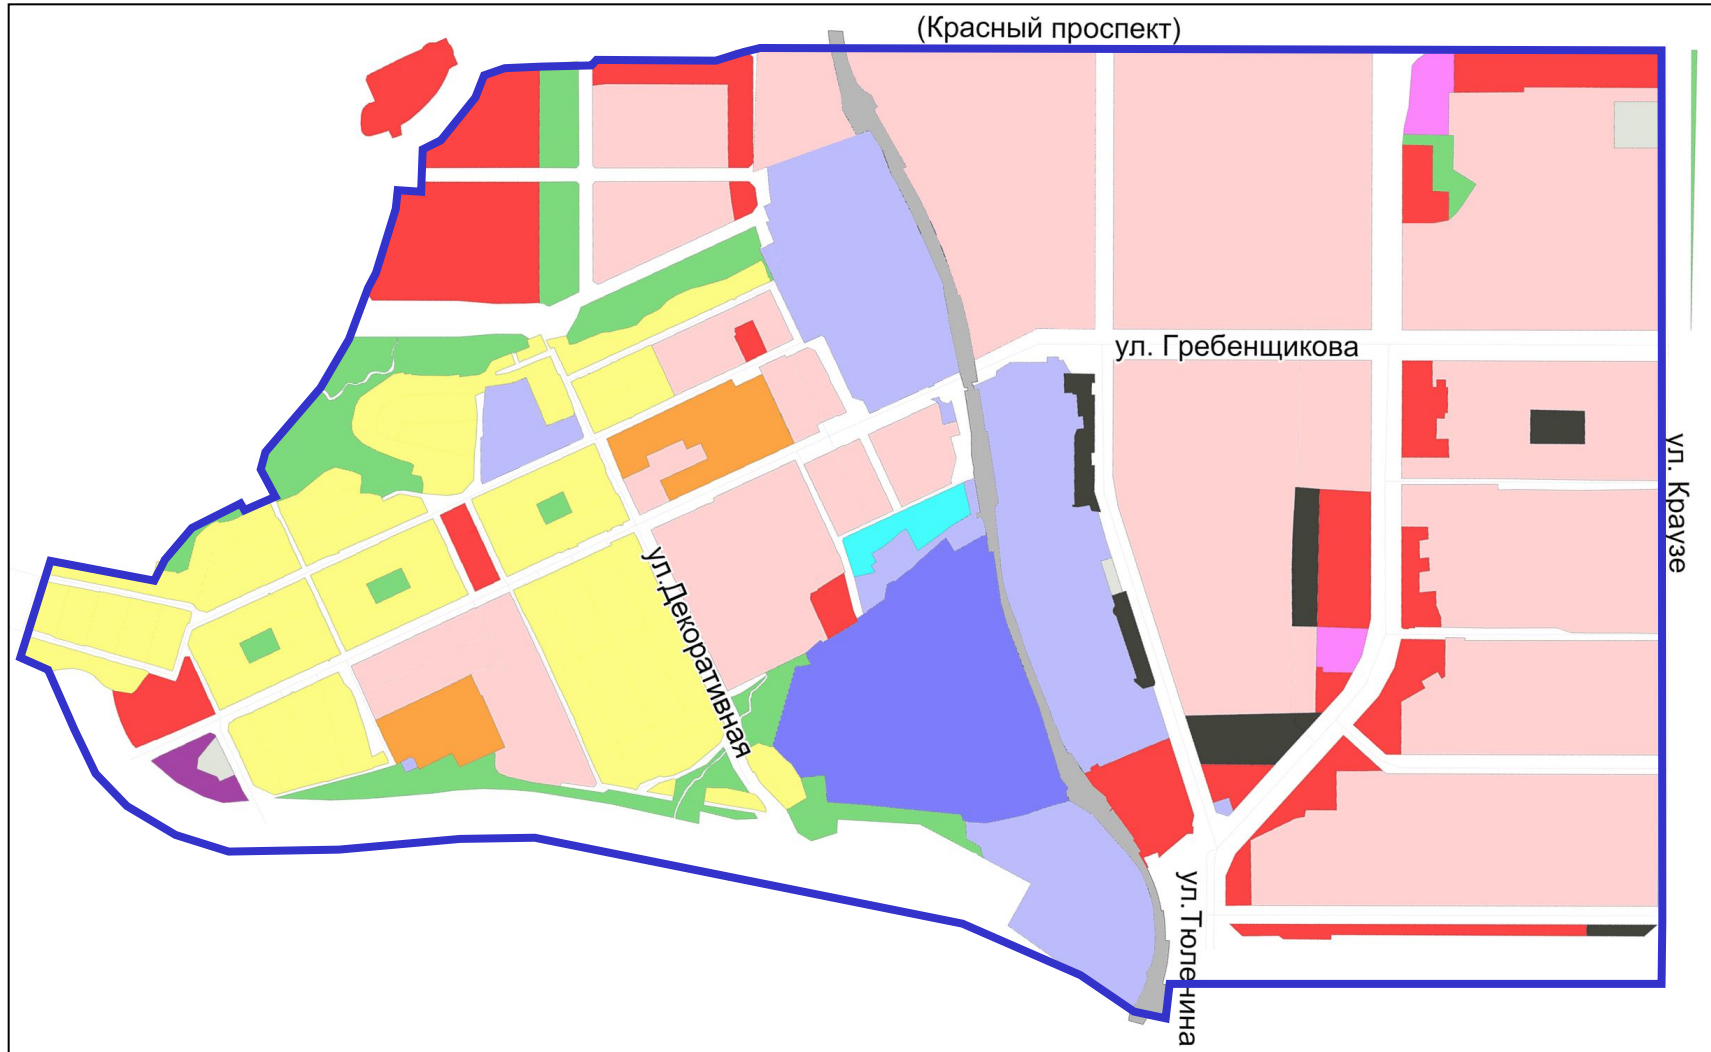 (Красный проспект)
ул. Гребенщикова
ул. Краузе
ул.Декоративная
ул.Тюленина